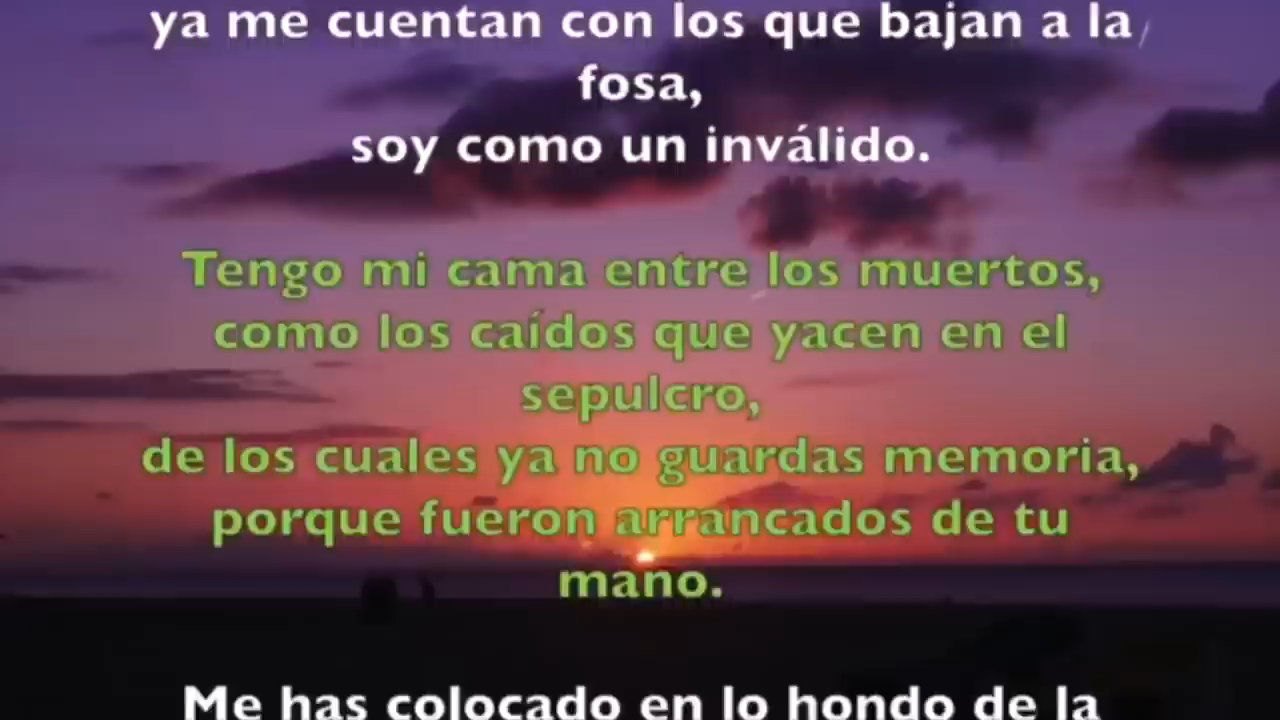 ya me cuentan con los que bajan a la
fosa,
soy como un inválido.
Tengo mi cama entre los muertos,
como los caídos que yacen en el
sepulcro,
de los cuales ya no guardas memoria,
porque fueron arrancados de tu
mano.
Me has colocado en lo hondo de la